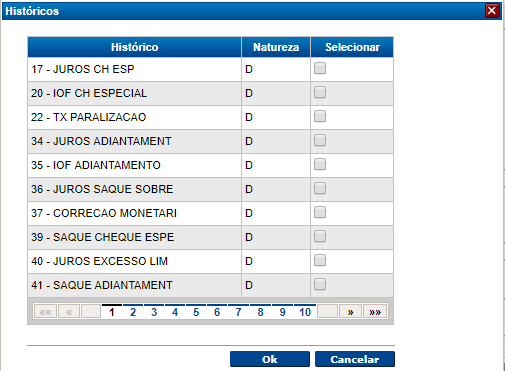 Históricos
Histórico Natureza Selecionar
17 - JUROS CH ESP D
20 - IOF CH ESPECIAL D
22 - TX PARALIZACAO D
34 - JUROS ADIANTAMENT D
35 - IOF ADIANTAMENTO D
36 - JUROS SAQUE SOBRE D
37 - CORRECAO MONETARI D
39 - SAQUE CHEQUE ESPE D
40 - JUROS EXCESSO LIM D
41 - SAQUE ADIANTAMENT D
«« « 1 2 3 4 5 6 7 8 9 10 » »»
Ok Cancelar